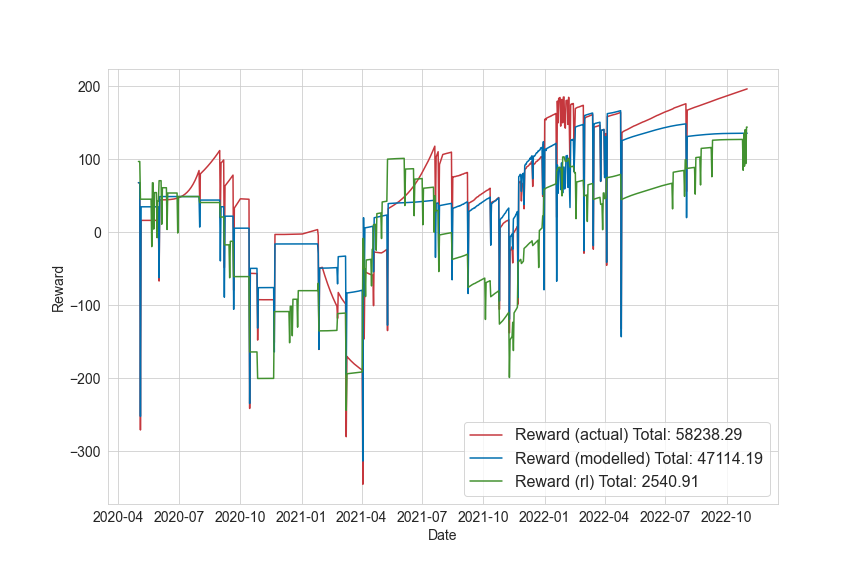 200
100
0
−100
−200
−300
Reward
Reward (actual) Total: 58238.29
Reward (modelled) Total: 47114.19
Reward (rl) Total: 2540.91
2020-04 2020-07 2020-10 2021-01 2021-04 2021-07 2021-10 2022-01 2022-04 2022-07 2022-10
Date